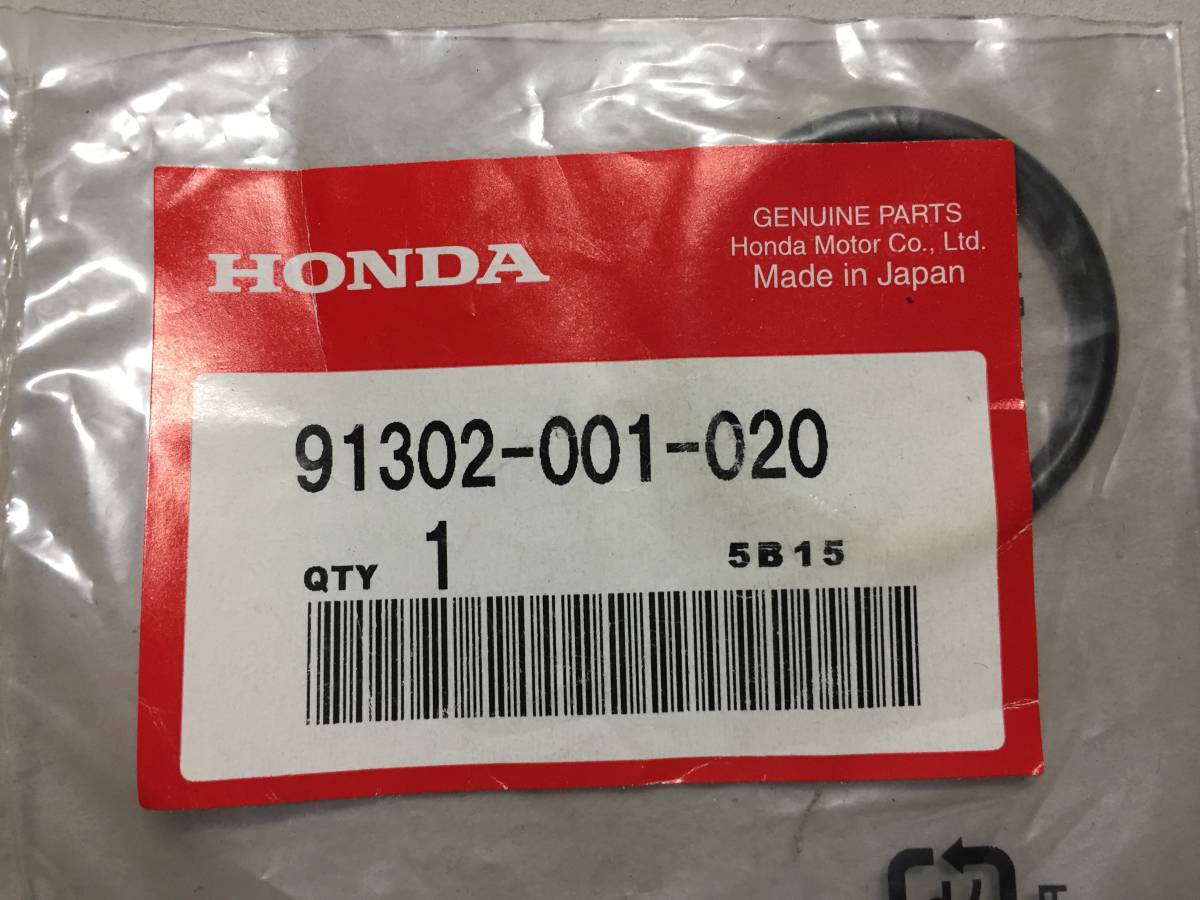 HONDA
GENUINE PARTS
Honda Motor Co., Ltd.
Made in Japan
91302-001-020
QTY 1 5B15